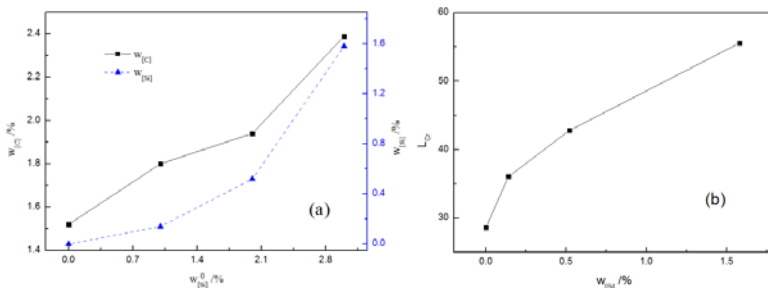 2.4
2.2
2.0
1.8
1.6
1.4
w[C] /%
w[C]
w[Si]
(a)
1.6
1.2
0.8
0.4
0.0
w[Si] /%
0.0 0.7 1.4 2.1 2.8
w[Si]^0 /%
60
50
40
30
L_Cr
(b)
0.0 0.5 1.0 1.5
w[Si] /%